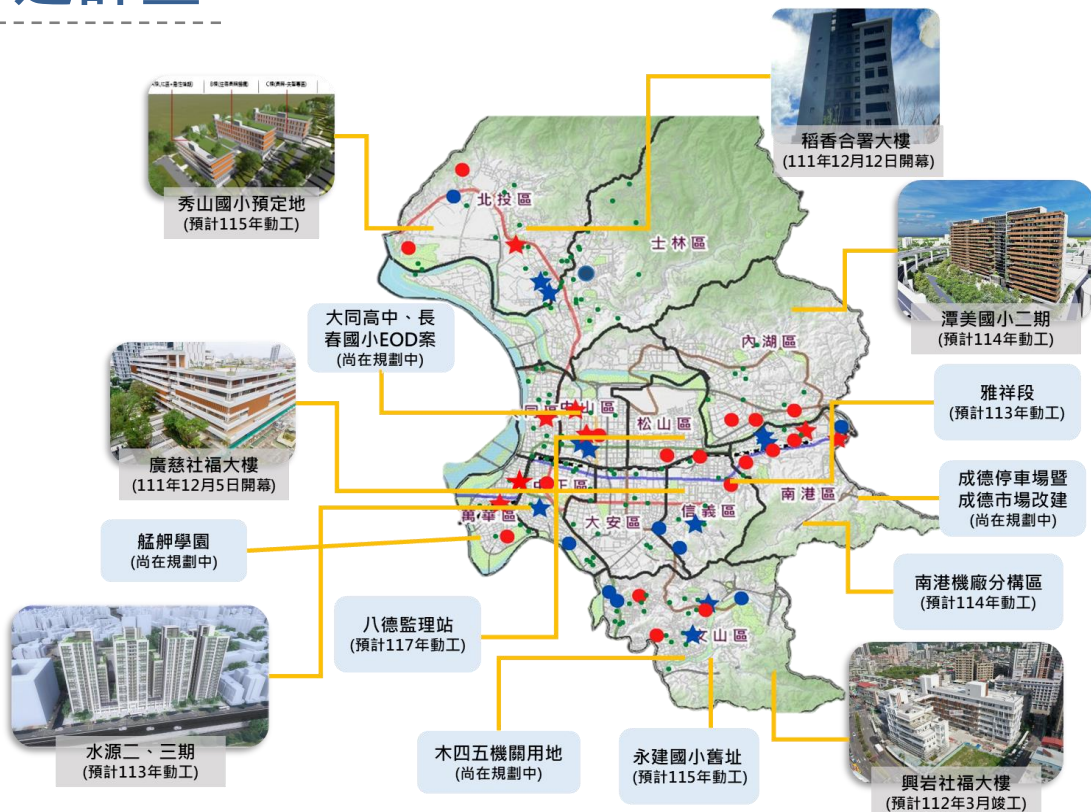 稻香合署大樓
(111年12月12日開幕)
秀山國小預定地
(預計115年動工)
北投區
士林區
潭美國小二期
(預計114年動工)
大同高中、長
春國小EOD案
(尚在規劃中)
內湖區
雅祥段
(預計113年動工)
中山區
松山區
廣慈社福大樓
(111年12月5日開幕)
成德停車場暨
成德市場改建
(尚在規劃中)
中正區
南港區
信義區
萬華區
大安區
艋舺學園
(尚在規劃中)
南港機廠分構區
(預計114年動工)
八德監理站
(預計117年動工)
文山區
水源二、三期
(預計113年動工)
木四五機關用地
(尚在規劃中)
永建國小舊址
(預計115年動工)
興岩社福大樓
(預計112年3月竣工)